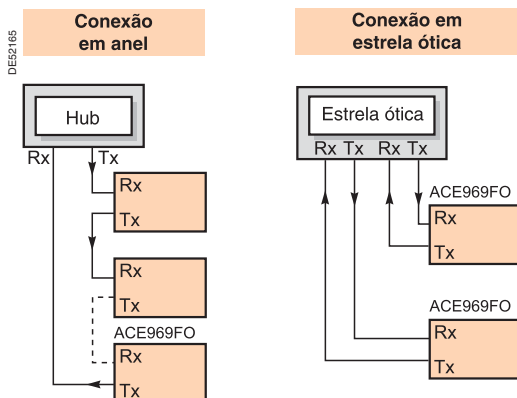 DE52165
Conexão
em anel
Hub
Rx Tx
Rx
Tx
Rx
Tx
ACE969FO
Rx
Tx
Conexão em
estrela ótica
Estrela ótica
Rx Tx Rx Tx
ACE969FO
Rx
Tx
ACE969FO
Rx
Tx